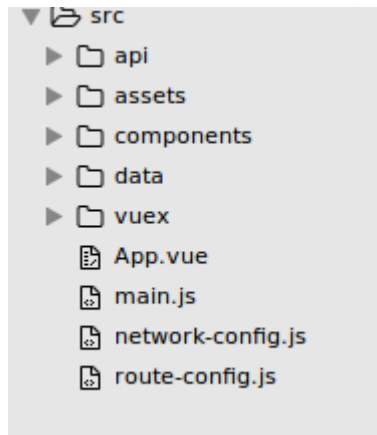 src
api
assets
components
data
vuex
App.vue
main.js
network-config.js
route-config.js